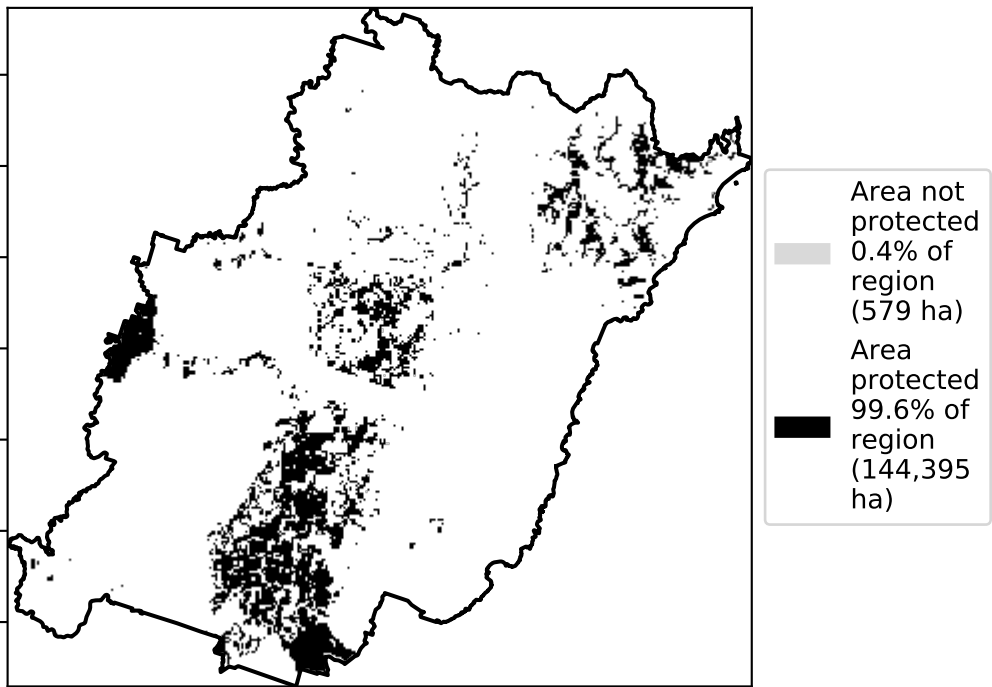 Area not
protected
0.4% of
region
(579 ha)
Area
protected
99.6% of
region
(144,395
ha)